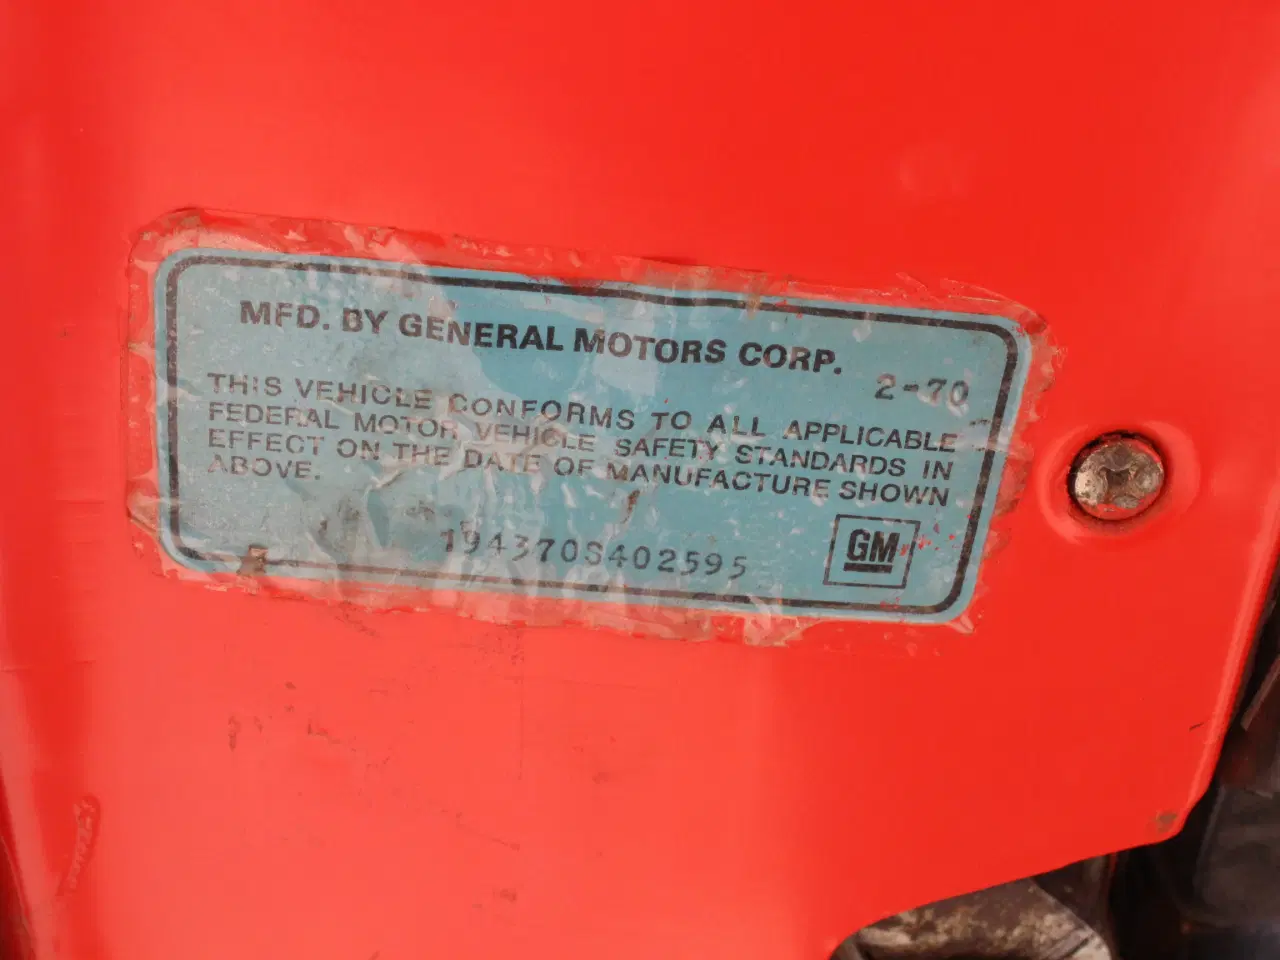 MFD. BY GENERAL MOTORS CORP.
2-70
THIS VEHICLE CONFORMS TO ALL APPLICABLE
FEDERAL MOTOR VEHICLE SAFETY STANDARDS IN
EFFECT ON THE DATE OF MANUFACTURE SHOWN
ABOVE.
194370S402595
GM